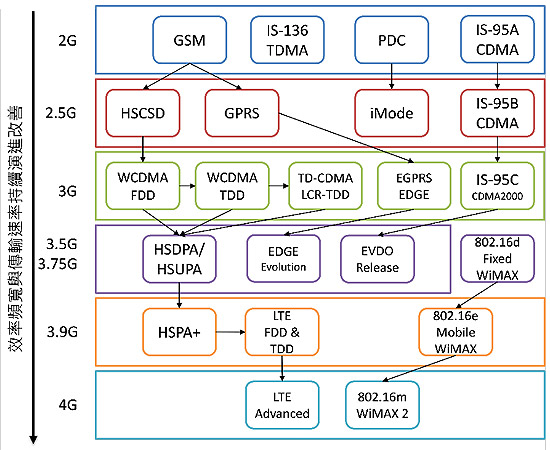 效率頻寬與傳輸速率持續演進改善
2G
GSM
IS-136
TDMA
PDC
IS-95A
CDMA
2.5G
HSCSD
GPRS
iMode
IS-95B
CDMA
3G
WCDMA
FDD
WCDMA
TDD
TD-CDMA
LCR-TDD
EGPRS
EDGE
IS-95C
CDMA2000
3.5G
3.75G
HSDPA/
HSUPA
EDGE
Evolution
EVDO
Release
802.16d
Fixed
WiMAX
3.9G
HSPA+
LTE
FDD &
TDD
802.16e
Mobile
WiMAX
4G
LTE
Advanced
802.16m
WiMAX 2